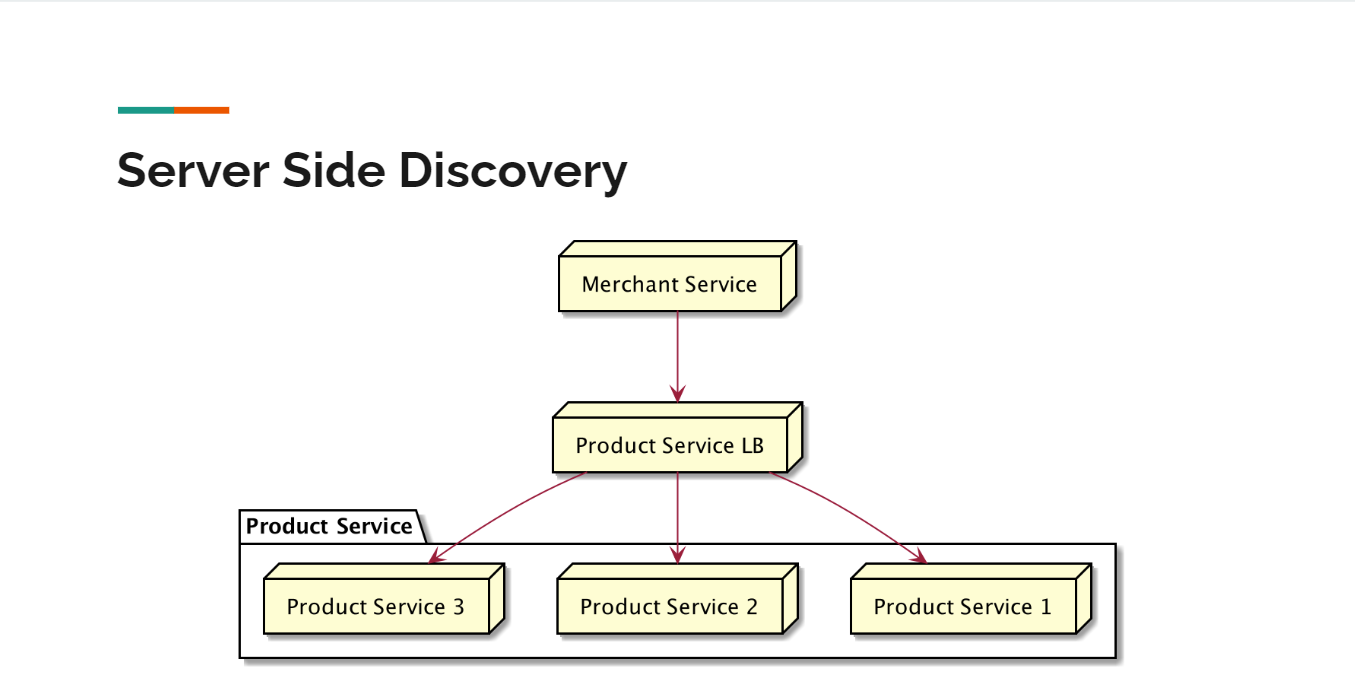 Server Side Discovery
Merchant Service
Product Service LB
Product Service
Product Service 3
Product Service 2
Product Service 1